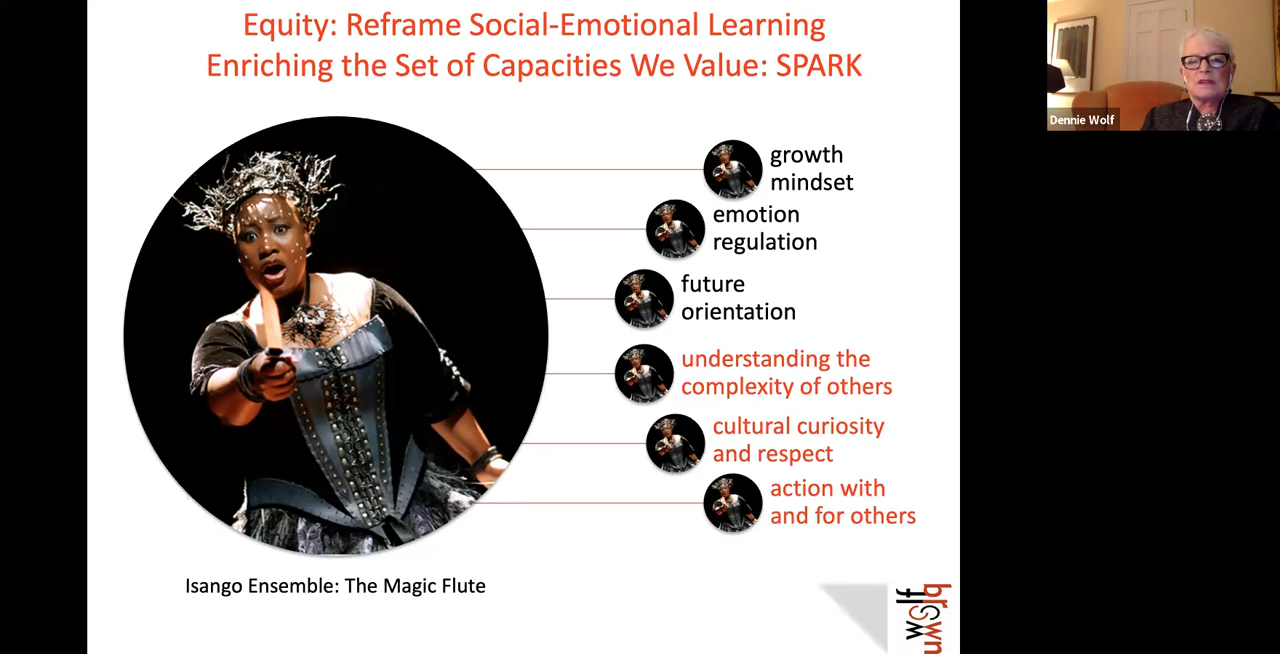 Equity: Reframe Social-Emotional Learning
Enriching the Set of Capacities We Value: SPARK
Dennie Wolf
growth
mindset
emotion
regulation
future
orientation
understanding the
complexity of others
cultural curiosity
and respect
action with
and for others
Isango Ensemble: The Magic Flute
wolf
brown